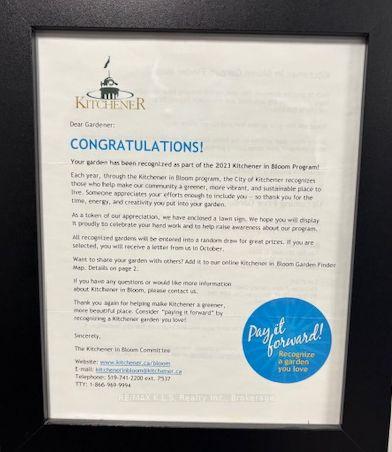 KITCHENER
Dear Gardener:
CONGRATULATIONS!
Your garden has been recognized as part of the 2023 Kitchener in Bloom Program!
Each year, through the Kitchener in Bloom program, the City of Kitchener recognizes
those who help make our community a greener, more vibrant, and sustainable place to
live. Someone appreciates your efforts enough to include you – so thank you for the
time, energy, and creativity you put into your garden.
As a token of our appreciation, we have enclosed a lawn sign. We hope you will display
it proudly to celebrate your hard work and to help raise awareness about our program.
All recognized gardens will be entered into a random draw for great prizes. If you are
selected, you will receive a letter from us in October.
Want to share your garden with others? Add it to our online Kitchener in Bloom Garden Finder
Map. Details on page 2.
If you have any questions or would like more information
about Kitchener in Bloom, please contact us.
Thank you again for helping make Kitchener a greener,
more beautiful place. Consider "paying it forward" by
recognizing a Kitchener garden you love!
Sincerely,
The Kitchener in Bloom Committee
Website: www.kitchener.ca/bloom
E-mail: kitchenerinbloom@kitchener.ca
Telephone: 519-741-2200 ext. 7537
TTY: 1-866-969-9994
Pay it
forward!
Recognize
a garden
you love
RE/MAX K.L.S. Realty Inc., Brokerage